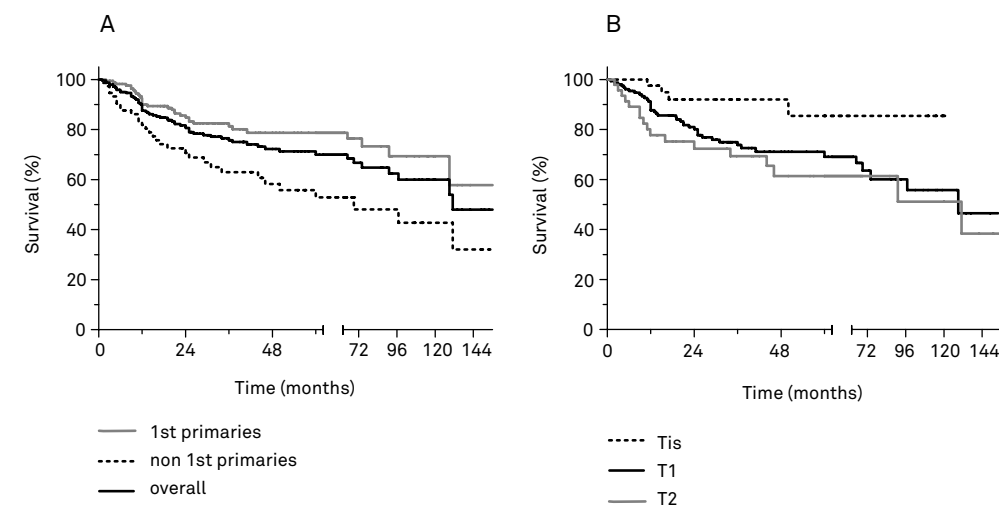 A
B
100
80
60
40
20
0
Survival (%)
0 24 48 72 96 120 144
Time (months)
1st primaries
non 1st primaries
overall
100
80
60
40
20
0
Survival (%)
0 24 48 72 96 120 144
Time (months)
Tis
T1
T2